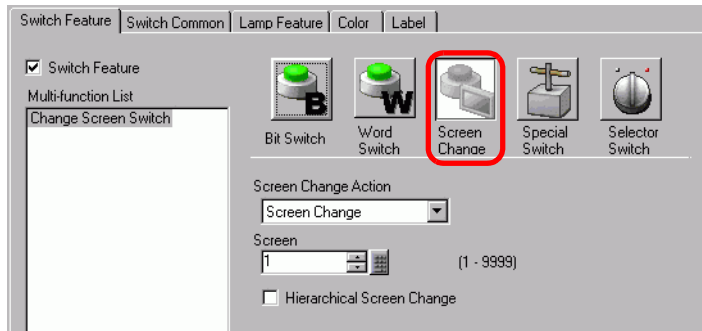 Switch Feature Switch Common Lamp Feature Color Label
Switch Feature
Multi-function List
Change Screen Switch
B
W
Bit Switch
Word
Switch
Screen
Change
Special
Switch
Selector
Switch
Screen Change Action
Screen Change
Screen
1 (1 - 9999)
Hierarchical Screen Change